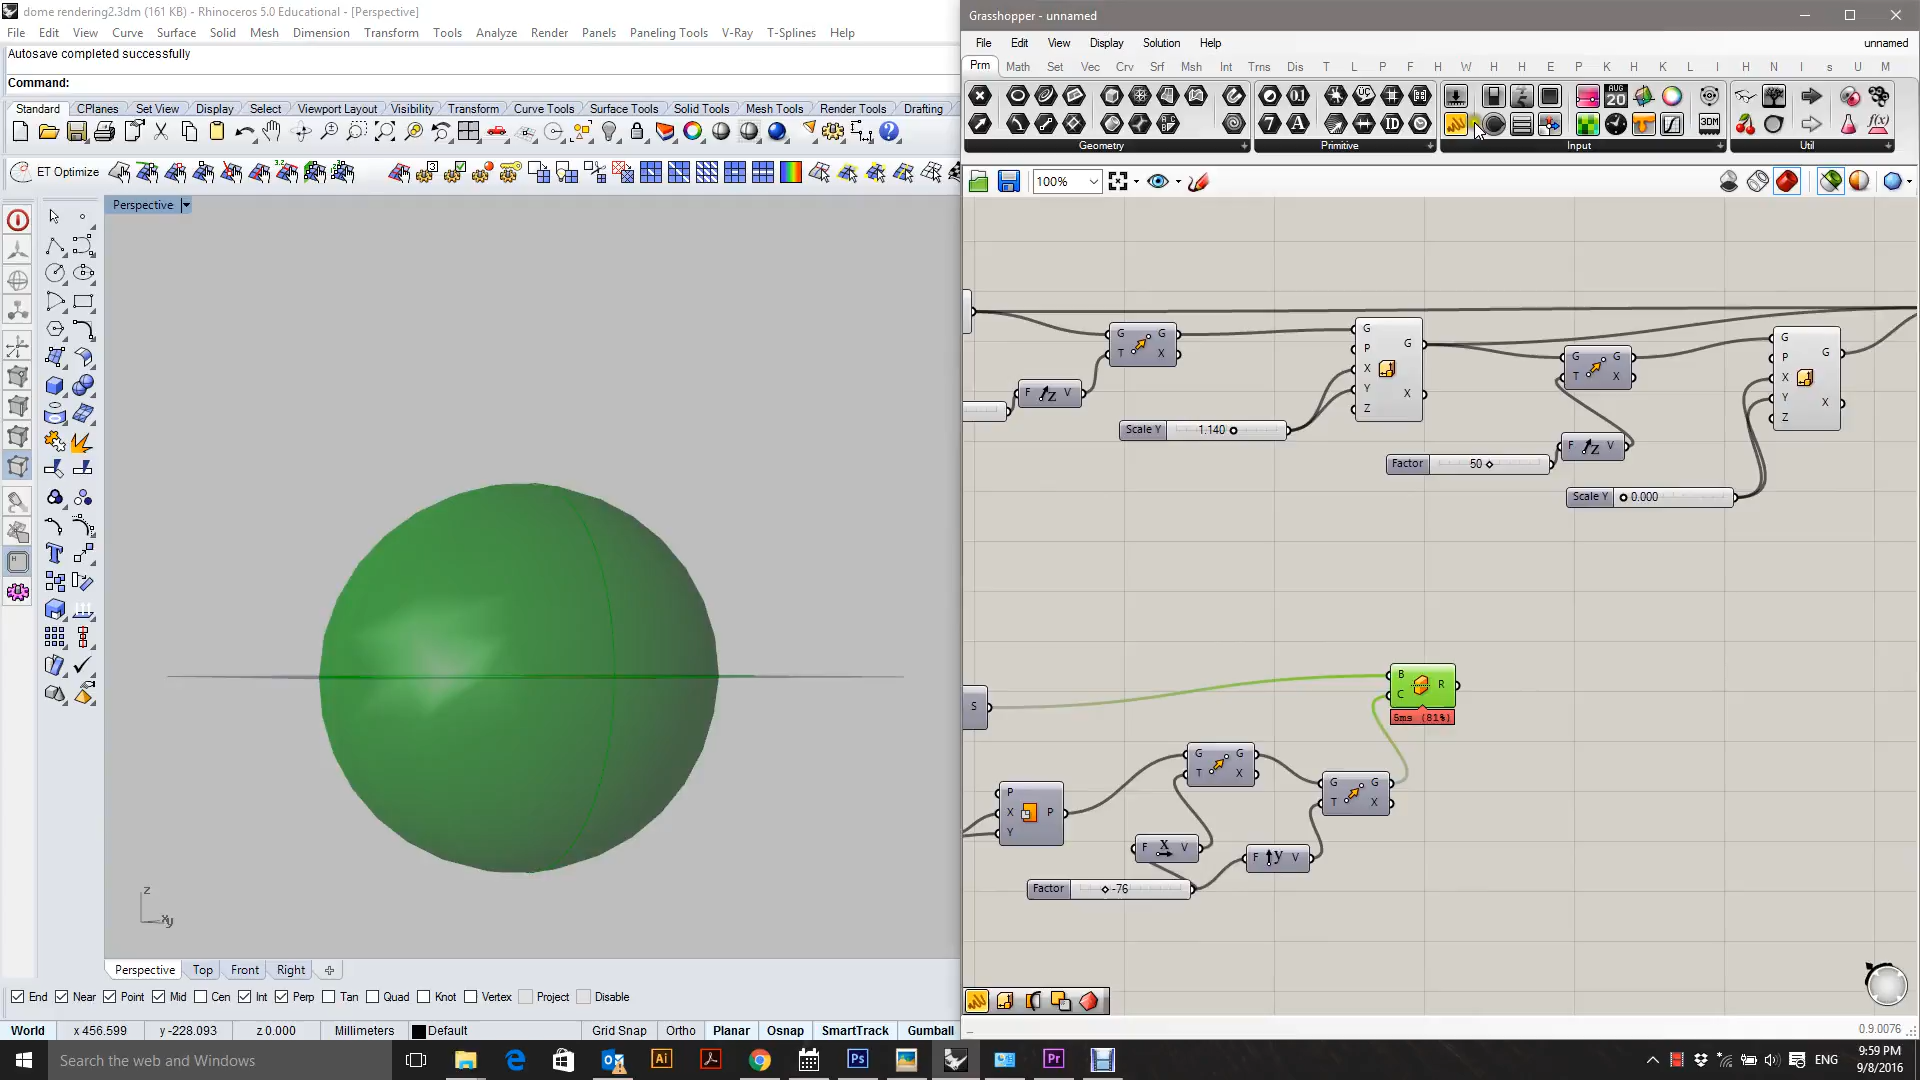 dome rendering2.3dm (161 KB) - Rhinoceros 5.0 Educational - [Perspective]
File Edit View Curve Surface Solid Mesh Dimension Transform Tools Analyze Render Panels Paneling Tools V-Ray T-Splines Help
Autosave completed successfully
Command:
Standard CPlanes Set View Display Select Viewport Layout Visibility Transform Curve Tools Surface Tools Solid Tools Mesh Tools Render Tools Drafting
ET Optimize
Perspective
z
xy
Perspective Top Front Right
End Near Point Mid Cen Int Perp Tan Quad Knot Vertex Project Disable
World x 456.599 y -228.093 z 0.000 Millimeters Default Grid Snap Ortho Planar Osnap SmartTrack Gumball
Grasshopper - unnamed
File Edit View Display Solution Help unnamed
Prm Math Set Vec Crv Srf Msh Int Trns Dis T L P F H W H H E P K H K L I H N I s U M
Geometry Primitive Input Util
100%
G G
T X
F Z V
Scale Y 1.140
G
P
X
Y
Z
G
X
G G
T X
F Z V
Factor 50
Scale Y 0.000
G
P
X
Y
Z
G
X
S
B
C
R
5ms (81%)
P
X
Y
P
G G
T X
F X V
Factor -76
F y V
G G
T X
0.9.0076
Search the web and Windows
ENG
9:59 PM
9/8/2016